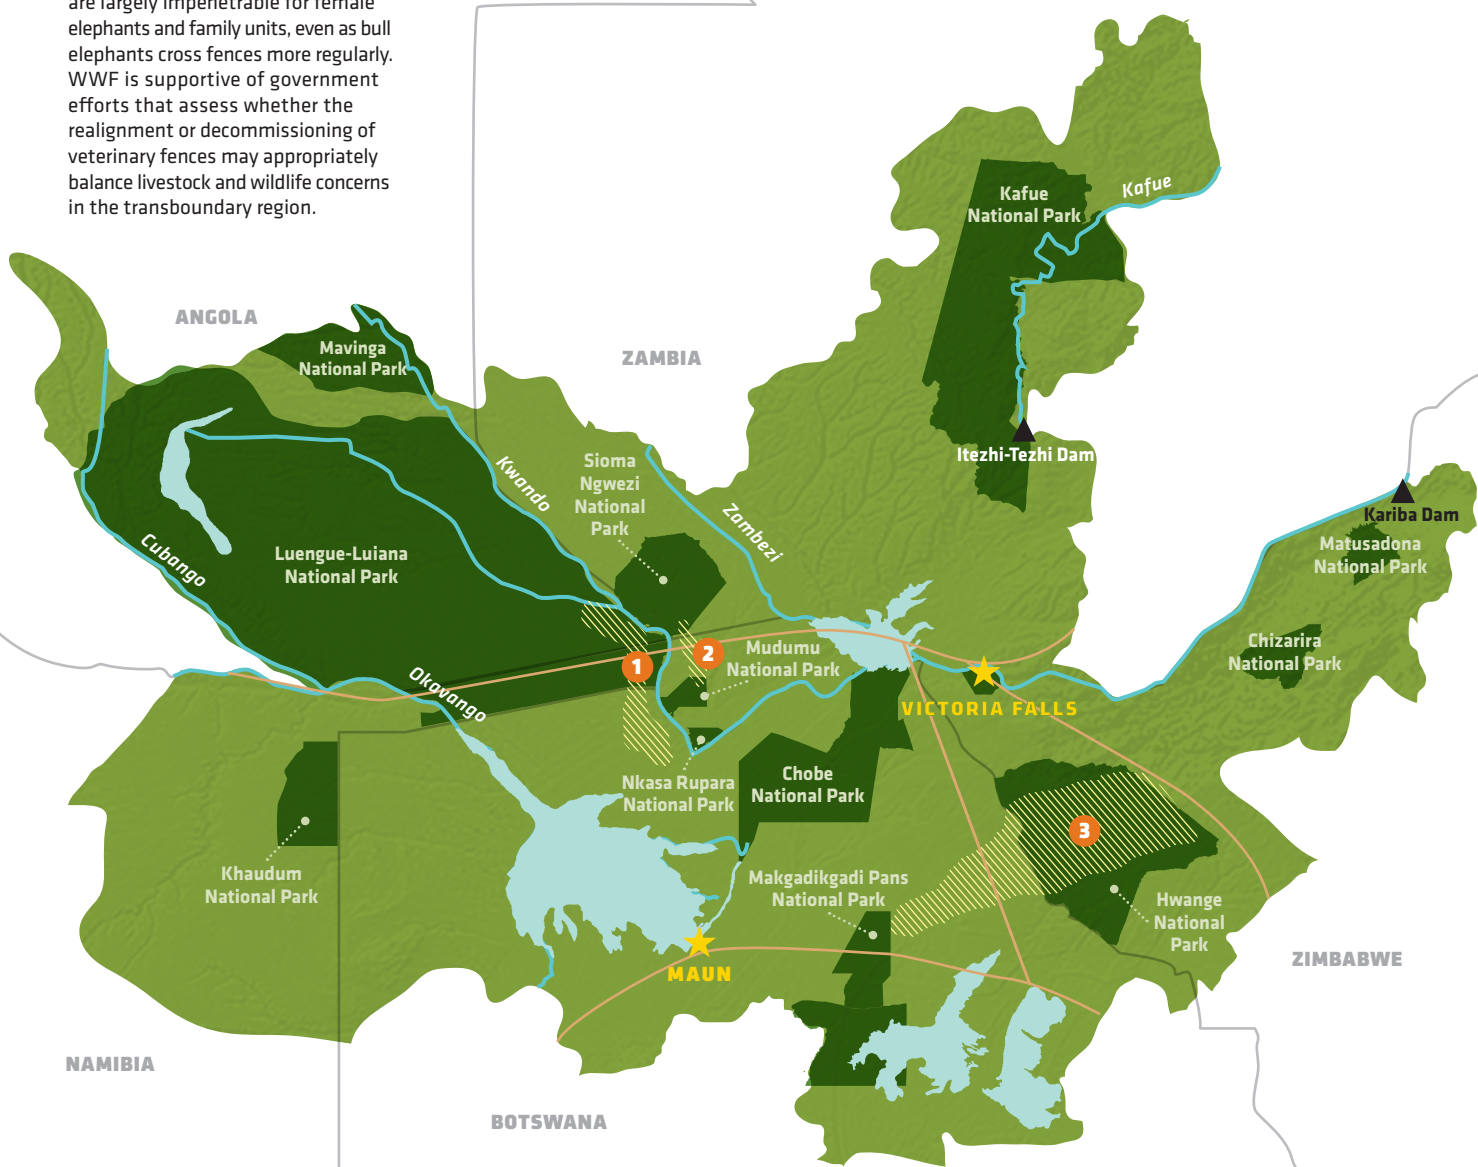 are largely impenetrable for female
elephants and family units, even as bull
elephants cross fences more regularly.
WWF is supportive of government
efforts that assess whether the
realignment or decommissioning of
veterinary fences may appropriately
balance livestock and wildlife concerns
in the transboundary region.
Kafue
National Park
Kafue
ANGOLA
Mavinga
National Park
ZAMBIA
Itezhi-Tezhi Dam
Sioma
Ngwezi
National
Park
Kwando
Zambezi
Kariba Dam
Matusadona
National Park
Cubango
Luengue-Luiana
National Park
Chizarira
National Park
1
2
Mudumu
National Park
Okavango
VICTORIA FALLS
Nkasa Rupara
National Park
Chobe
National Park
3
Khaudum
National Park
Makgadikgadi Pans
National Park
Hwange
National
Park
ZIMBABWE
MAUN
NAMIBIA
BOTSWANA